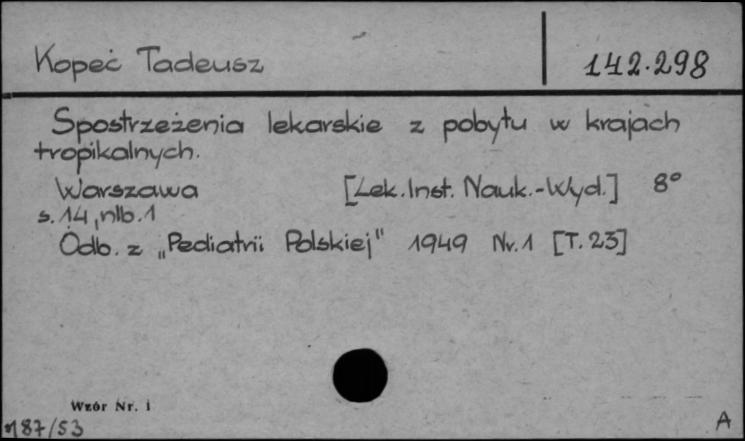 Kopeć Tadeusz 142.298
Spostrzeżenia lekarskie z pobytu w krajach
tropikalnych.
Warszawa [Lek. Inst. Nauk.-Wyd.] 8°
s. 14, nlb. 1
Odb. z „Pediatrii Polskiej" 1949 Nr. 1 [T. 23]
Wzór Nr. 1
187/53 A